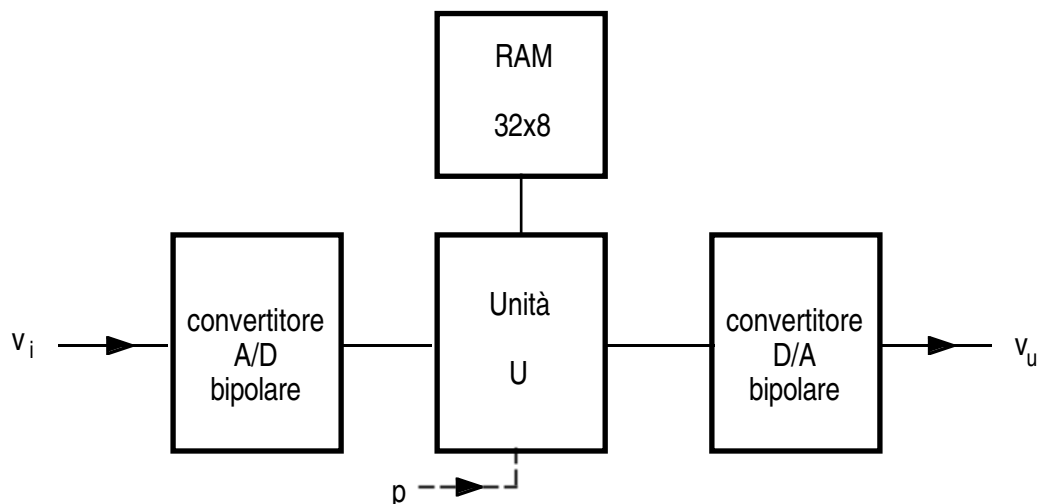 RAM
32x8
v i
convertitore
A/D
bipolare
Unità
U
convertitore
D/A
bipolare
v u
p